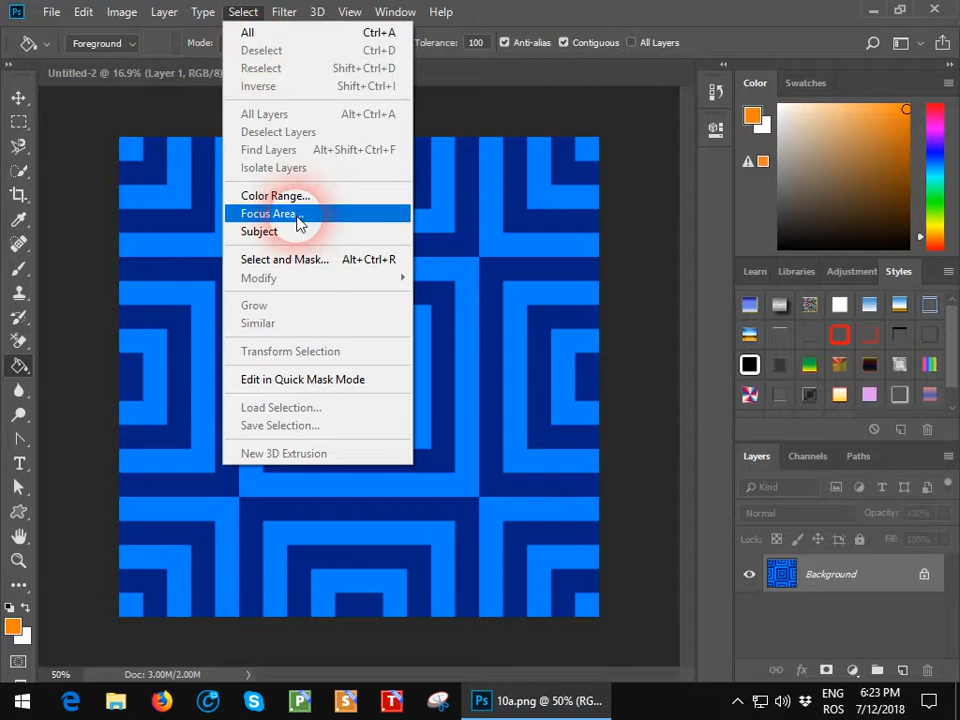 Ps File Edit Image Layer Type Select Filter 3D View Window Help
Foreground Mode: Tolerance: 100 Anti-alias Contiguous All Layers
Untitled-2 @ 16.9% (Layer 1, RGB/8)
All Ctrl+A
Deselect Ctrl+D
Reselect Shift+Ctrl+D
Inverse Shift+Ctrl+I
All Layers Alt+Ctrl+A
Deselect Layers
Find Layers Alt+Shift+Ctrl+F
Isolate Layers
Color Range...
Focus Area...
Subject
Select and Mask... Alt+Ctrl+R
Modify
Grow
Similar
Transform Selection
Edit in Quick Mask Mode
Load Selection...
Save Selection...
New 3D Extrusion
Color Swatches
Learn Libraries Adjustment Styles
Layers Channels Paths
Kind
Normal Opacity: 100%
Lock: Fill: 100%
Background
50% Doc: 3.00M/2.00M
Ps 10a.png @ 50% (RG...
ENG
ROS
6:23 PM
7/12/2018